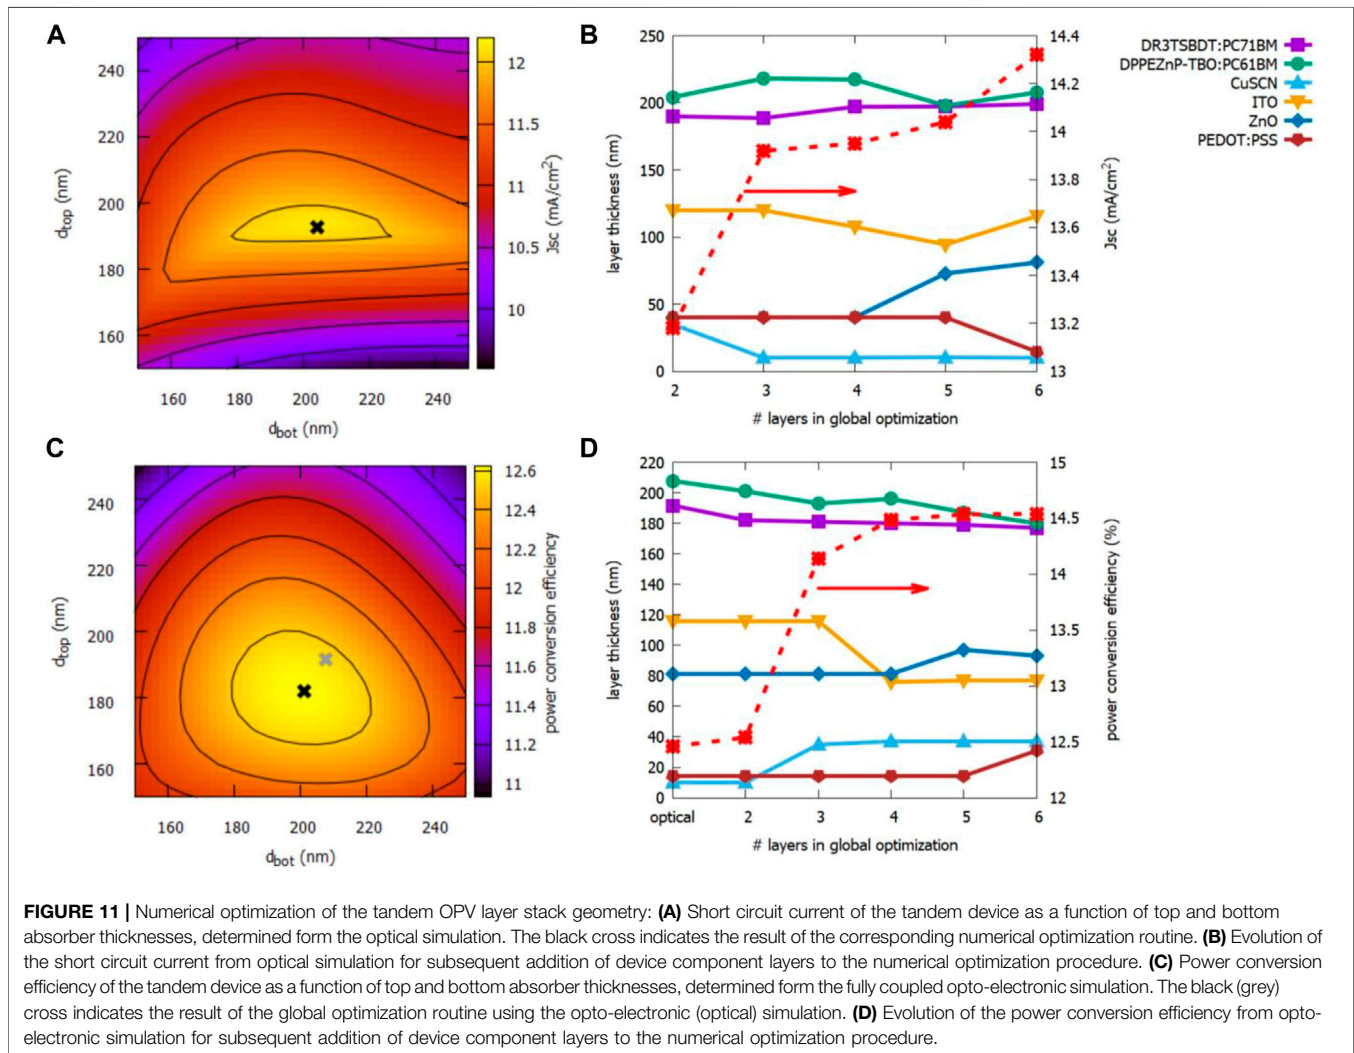 A
240
220
200
180
160
d_top (nm)
160 180 200 220 240
d_bot (nm)
12
11.5
11
10.5
10
Jsc (mA/cm²)
B
250
200
150
100
50
0
layer thickness (nm)
2 3 4 5 6
# layers in global optimization
14.4
14.2
14
13.8
13.6
13.4
13.2
13
Jsc (mA/cm²)
DR3TSBDT:PC71BM
DPPEZnP-TBO:PC61BM
CuSCN
ITO
ZnO
PEDOT:PSS
C
240
220
200
180
160
d_top (nm)
160 180 200 220 240
d_bot (nm)
12.6
12.4
12.2
12
11.8
11.6
11.4
11.2
11
power conversion efficiency
D
220
200
180
160
140
120
100
80
60
40
20
0
layer thickness (nm)
optical 2 3 4 5 6
# layers in global optimization
15
14.5
14
13.5
13
12.5
12
power conversion efficiency (%)
FIGURE 11 | Numerical optimization of the tandem OPV layer stack geometry: (A) Short circuit current of the tandem device as a function of top and bottom
absorber thicknesses, determined form the optical simulation. The black cross indicates the result of the corresponding numerical optimization routine. (B) Evolution of
the short circuit current from optical simulation for subsequent addition of device component layers to the numerical optimization procedure. (C) Power conversion
efficiency of the tandem device as a function of top and bottom absorber thicknesses, determined form the fully coupled opto-electronic simulation. The black (grey)
cross indicates the result of the global optimization routine using the opto-electronic (optical) simulation. (D) Evolution of the power conversion efficiency from opto-
electronic simulation for subsequent addition of device component layers to the numerical optimization procedure.